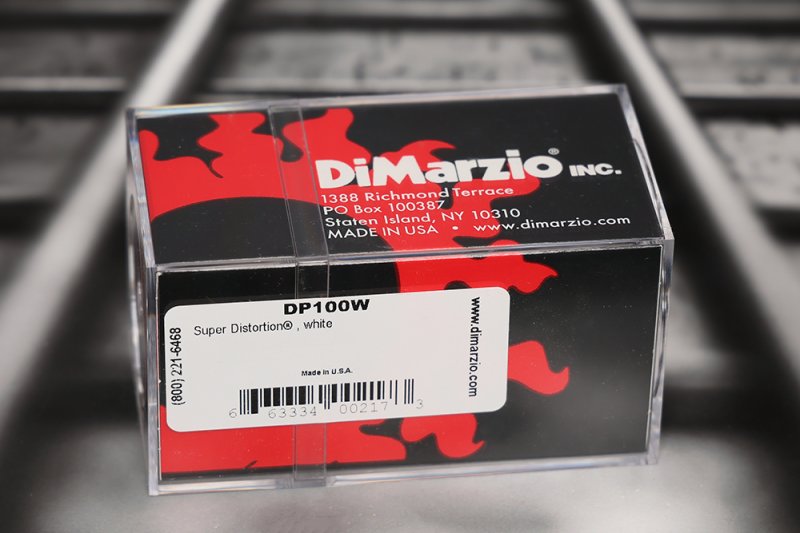 DiMarzio® INC.
1388 Richmond Terrace
PO Box 100387
Staten Island, NY 10310
MADE IN USA • www.dimarzio.com
DP100W
Super Distortion® , white
(800) 221-6468
www.dimarzio.com
Made in U.S.A.
6 63334 00217 3